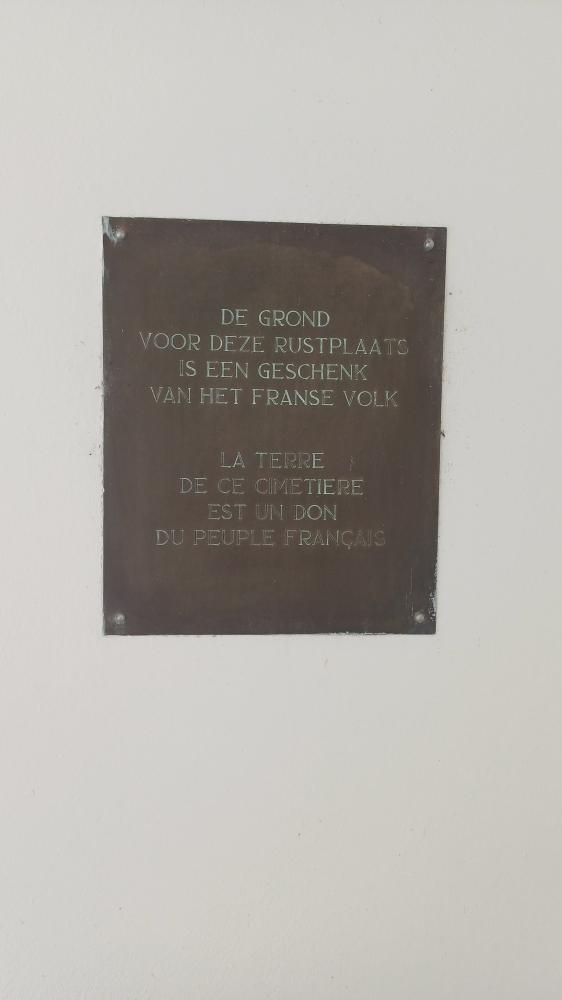 DE GROND
VOOR DEZE RUSTPLAATS
IS EEN GESCHENK
VAN HET FRANSE VOLK
LA TERRE
DE CE CIMETIERE
EST UN DON
DU PEUPLE FRANÇAIS